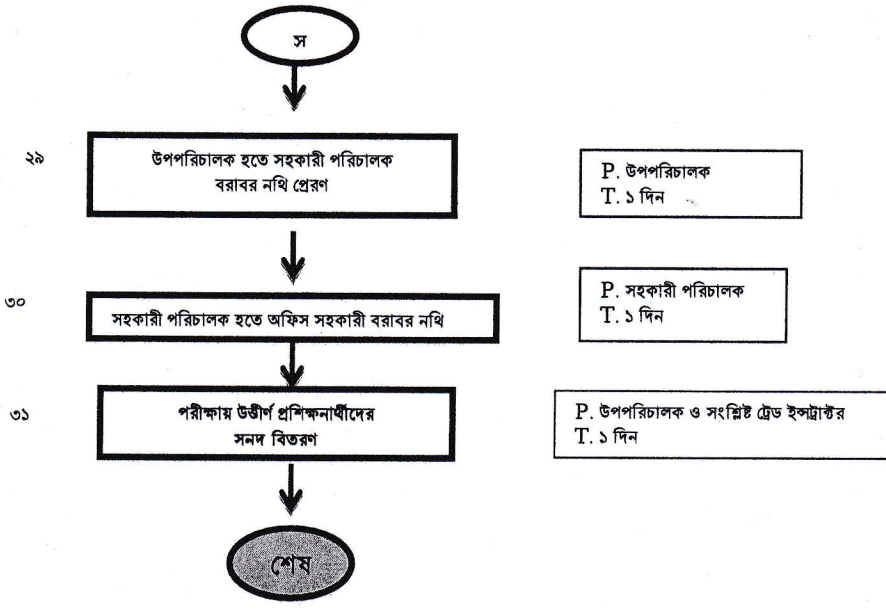 স
২৯
উপপরিচালক হতে সহকারী পরিচালক
বরাবর নথি প্রেরণ
P. উপপরিচালক
T. ১ দিন
৩০
সহকারী পরিচালক হতে অফিস সহকারী বরাবর নথি
P. সহকারী পরিচালক
T. ১ দিন
৩১
পরীক্ষায় উত্তীর্ণ প্রশিক্ষনার্থীদের
সনদ বিতরণ
P. উপপরিচালক ও সংশ্লিষ্ট ট্রেড ইন্সট্রাক্টর
T. ১ দিন
শেষ